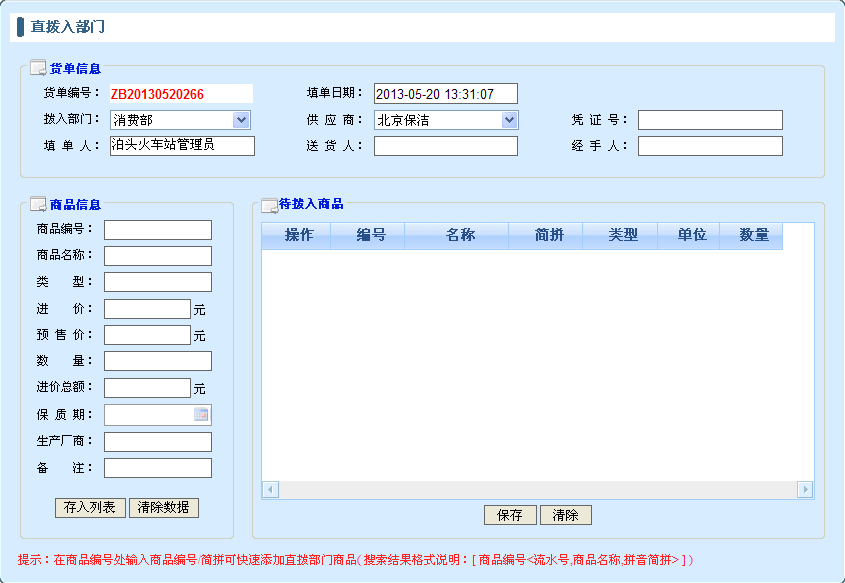 直拨入部门
货单信息
货单编号： ZB20130520266 填单日期： 2013-05-20 13:31:07
拨入部门： 消费部 供 应 商： 北京保洁 凭 证 号：
填 单 人： 泊头火车站管理员 送 货 人： 经 手 人：
商品信息
商品编号：
商品名称：
类 型：
进 价： 元
预 售 价： 元
数 量：
进价总额： 元
保 质 期：
生产厂商：
备 注：
存入列表 清除数据
待拨入商品
操作 编号 名称 简拼 类型 单位 数量
保存 清除
提示：在商品编号处输入商品编号/简拼可快速添加直拨部门商品( 搜索结果格式说明：[ 商品编号<流水号,商品名称,拼音简拼> ] )